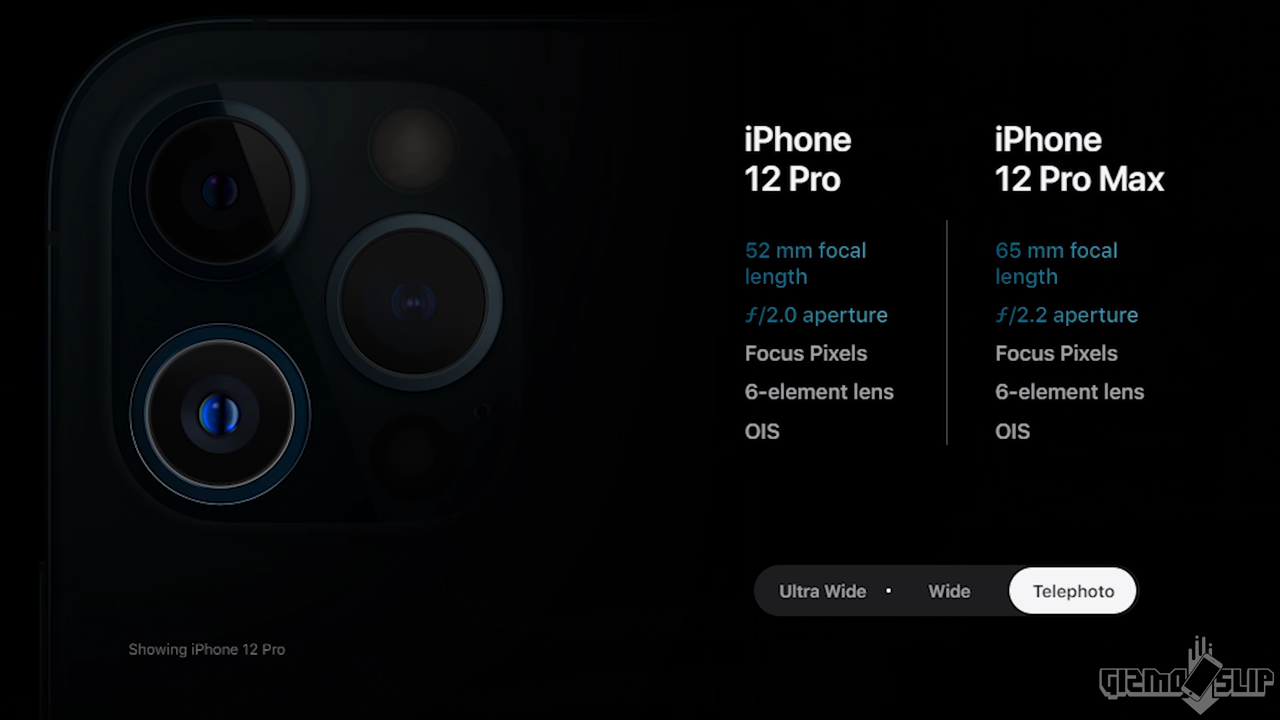 iPhone
12 Pro
52 mm focal
length
ƒ/2.0 aperture
Focus Pixels
6-element lens
OIS
iPhone
12 Pro Max
65 mm focal
length
ƒ/2.2 aperture
Focus Pixels
6-element lens
OIS
Ultra Wide • Wide Telephoto
Showing iPhone 12 Pro
GIZMO SLIP